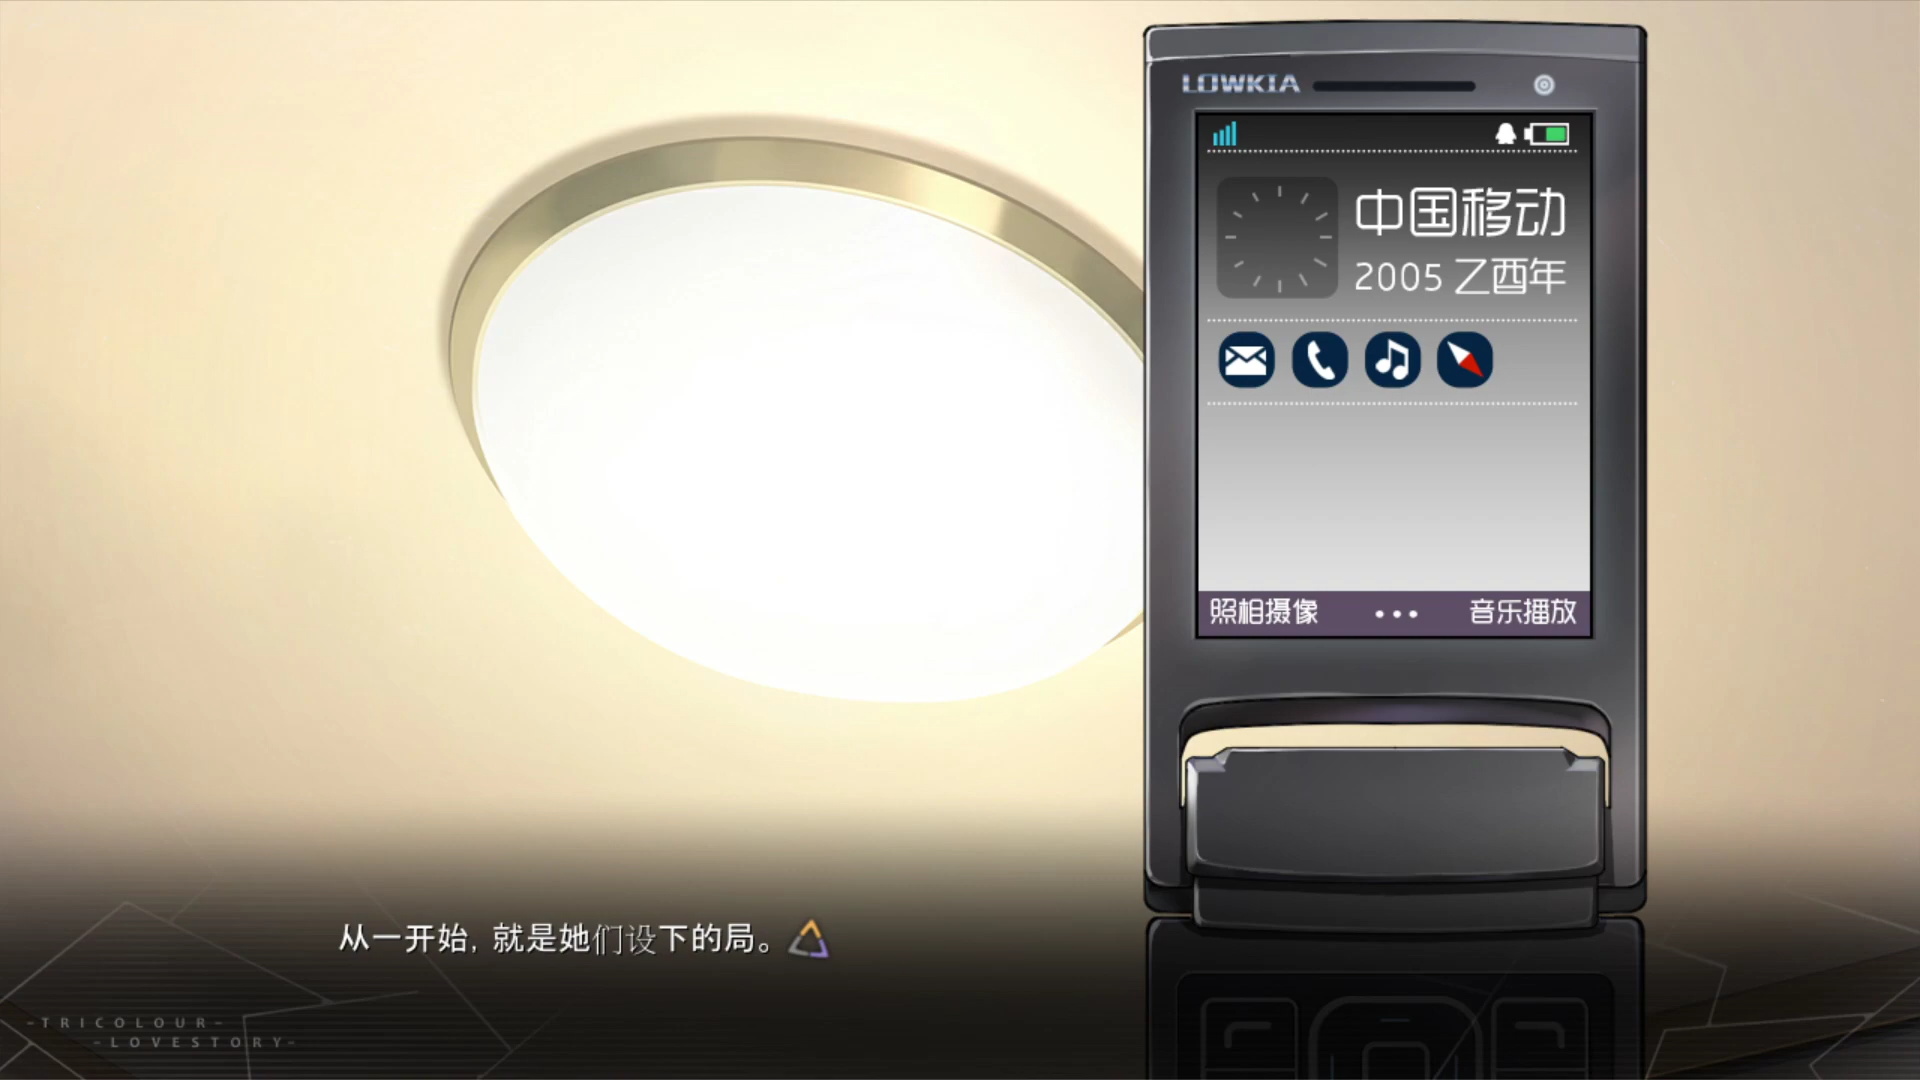 LOWKIA
中国移动
2005 乙酉年
照相摄像
音乐播放
从一开始，就是她们设下的局。
-TRICOLOUR-
-LOVESTORY-